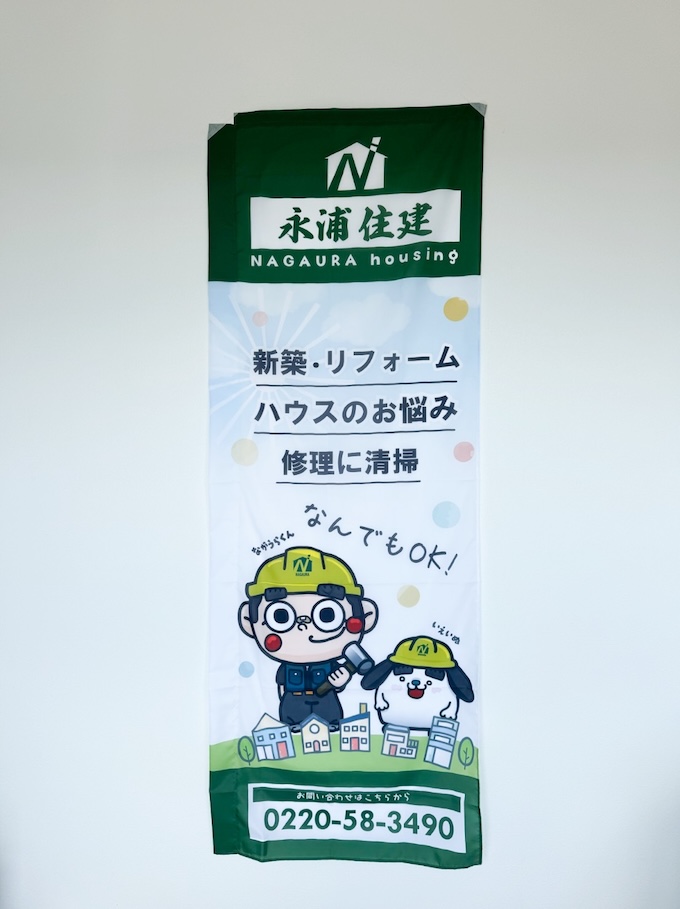 N
永浦住建
NAGAURA housing
新築・リフォーム
ハウスのお悩み
修理に清掃
なんでもOK!
ながうらくん
N
NAGAURA
いえいぬ
N
お問い合わせはこちらから
0220-58-3490